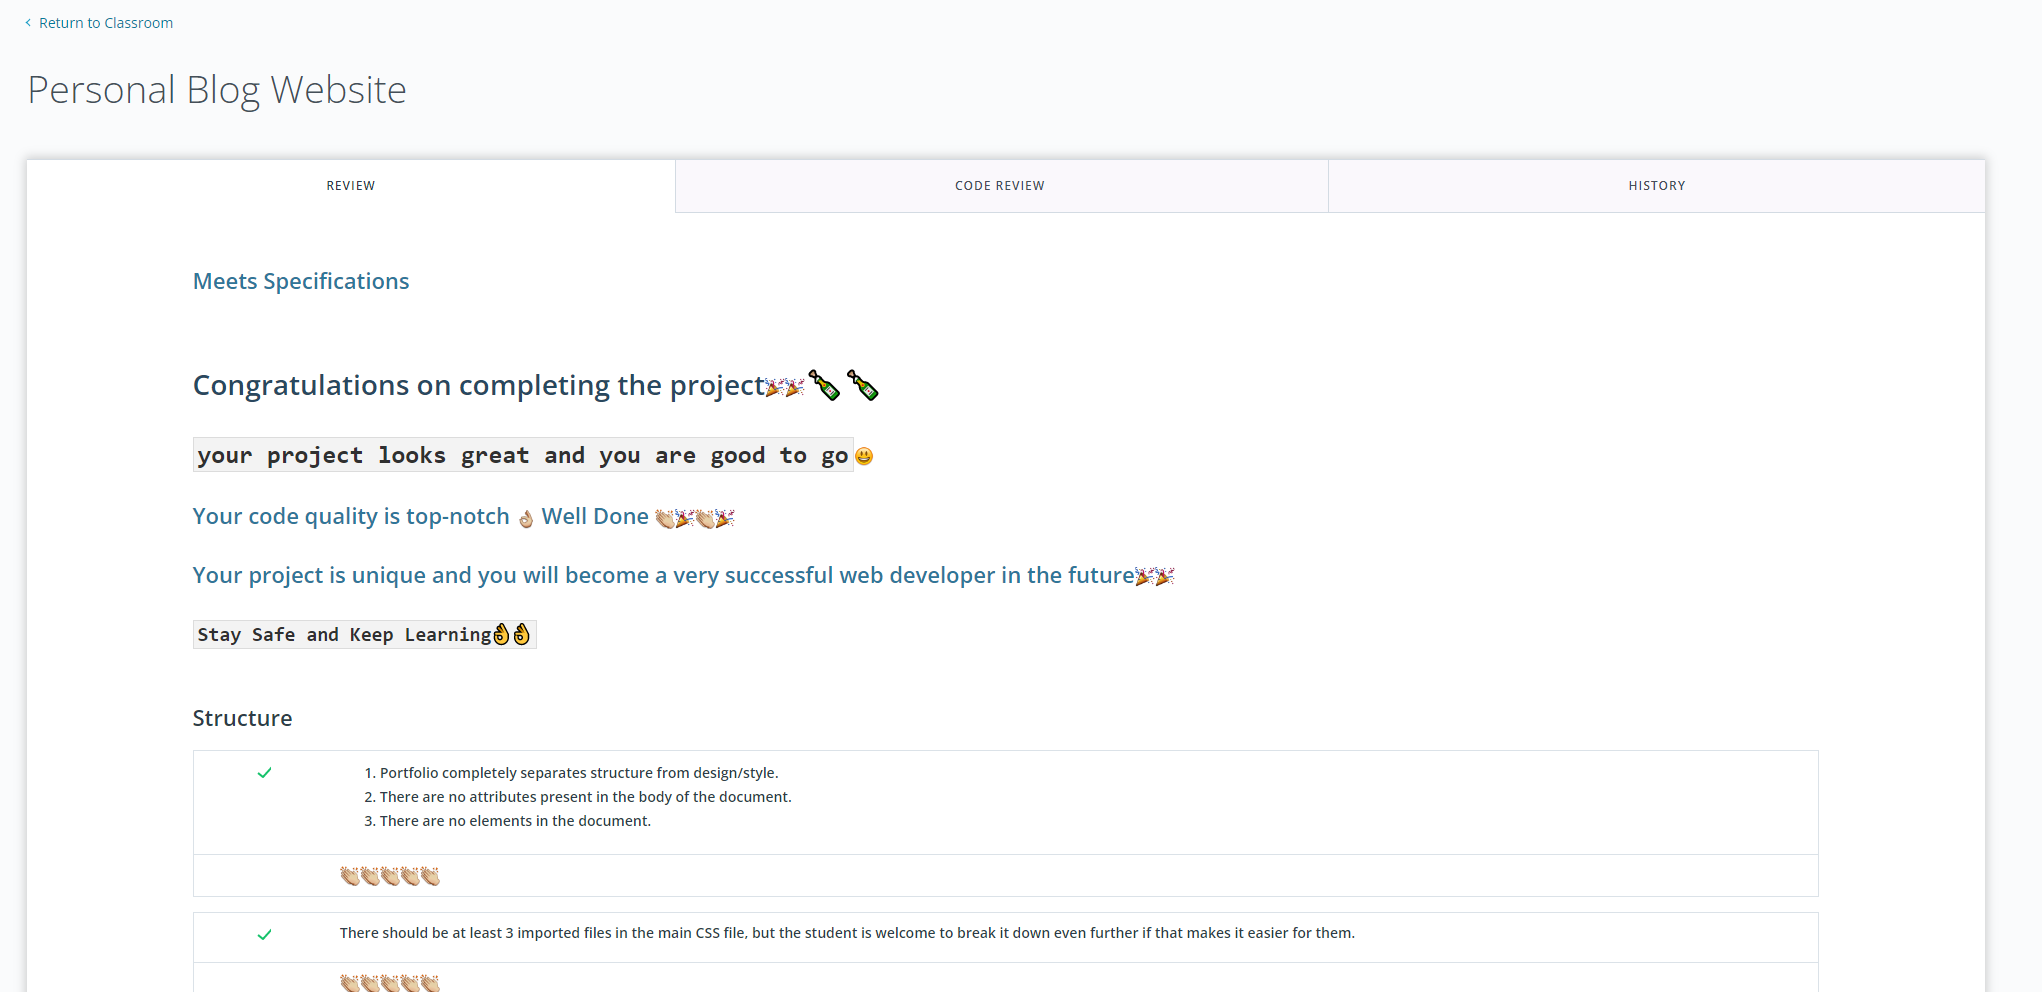 Return to Classroom
Personal Blog Website
REVIEW
CODE REVIEW
HISTORY
Meets Specifications
Congratulations on completing the project🎉🎉🍾🍾
your project looks great and you are good to go😃
Your code quality is top-notch 👌🏼 Well Done 👏🏼🎉👏🏼🎉
Your project is unique and you will become a very successful web developer in the future🎉🎉
Stay Safe and Keep Learning👌👌
Structure
1. Portfolio completely separates structure from design/style.
2. There are no attributes present in the body of the document.
3. There are no elements in the document.
👏🏼👏🏼👏🏼👏🏼👏🏼
There should be at least 3 imported files in the main CSS file, but the student is welcome to break it down even further if that makes it easier for them.
👏🏼👏🏼👏🏼👏🏼👏🏼